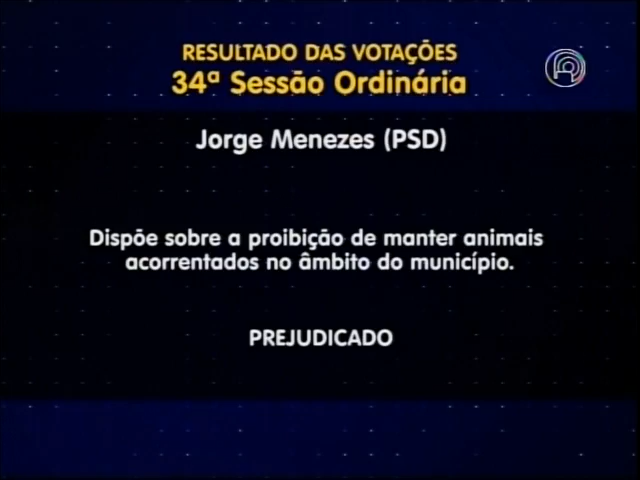 RESULTADO DAS VOTAÇÕES
34ª Sessão Ordinária
Jorge Menezes (PSD)
Dispõe sobre a proibição de manter animais
acorrentados no âmbito do município.
PREJUDICADO